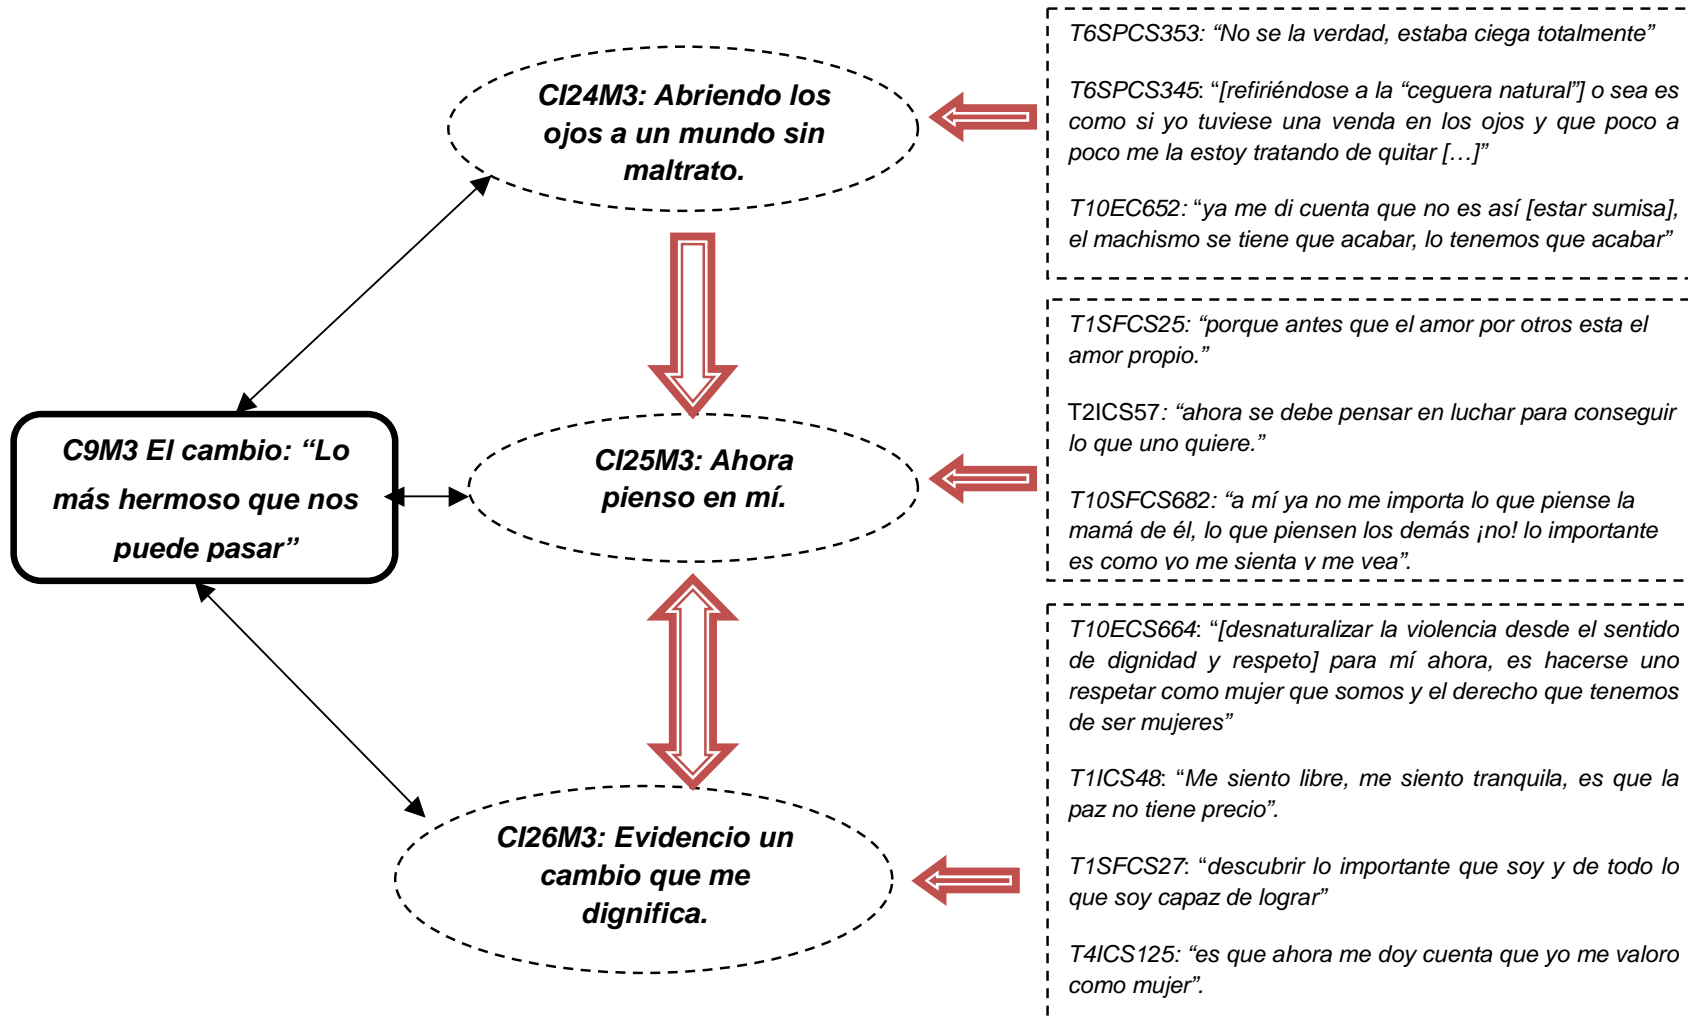 C9M3 El cambio: “Lo
más hermoso que nos
puede pasar”
CI24M3: Abriendo los
ojos a un mundo sin
maltrato.
CI25M3: Ahora
pienso en mí.
CI26M3: Evidencio un
cambio que me
dignifica.
T6SPCS353: “No se la verdad, estaba ciega totalmente”
T6SPCS345: “[refiriéndose a la “ceguera natural”] o sea es
como si yo tuviese una venda en los ojos y que poco a
poco me la estoy tratando de quitar […]”
T10EC652: “ya me di cuenta que no es así [estar sumisa],
el machismo se tiene que acabar, lo tenemos que acabar”
T1SFCS25: “porque antes que el amor por otros esta el
amor propio.”
T2ICS57: “ahora se debe pensar en luchar para conseguir
lo que uno quiere.”
T10SFCS682: “a mí ya no me importa lo que piense la
mamá de él, lo que piensen los demás ¡no! lo importante
es como yo me sienta y me vea”.
T10ECS664: “[desnaturalizar la violencia desde el sentido
de dignidad y respeto] para mí ahora, es hacerse uno
respetar como mujer que somos y el derecho que tenemos
de ser mujeres”
T1ICS48: “Me siento libre, me siento tranquila, es que la
paz no tiene precio”.
T1SFCS27: “descubrir lo importante que soy y de todo lo
que soy capaz de lograr”
T4ICS125: “es que ahora me doy cuenta que yo me valoro
como mujer”.